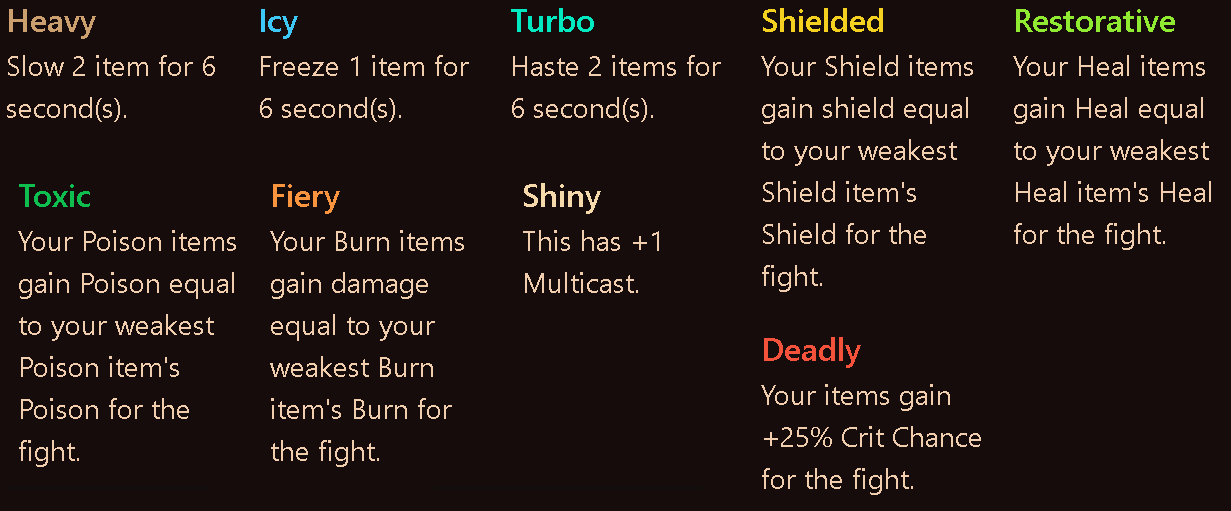 Heavy
Slow 2 item for 6
second(s).
Icy
Freeze 1 item for
6 second(s).
Turbo
Haste 2 items for
6 second(s).
Shielded
Your Shield items
gain shield equal
to your weakest
Shield item's
Shield for the
fight.
Restorative
Your Heal items
gain Heal equal
to your weakest
Heal item's Heal
for the fight.
Toxic
Your Poison items
gain Poison equal
to your weakest
Poison item's
Poison for the
fight.
Fiery
Your Burn items
gain damage
equal to your
weakest Burn
item's Burn for
the fight.
Shiny
This has +1
Multicast.
Deadly
Your items gain
+25% Crit Chance
for the fight.